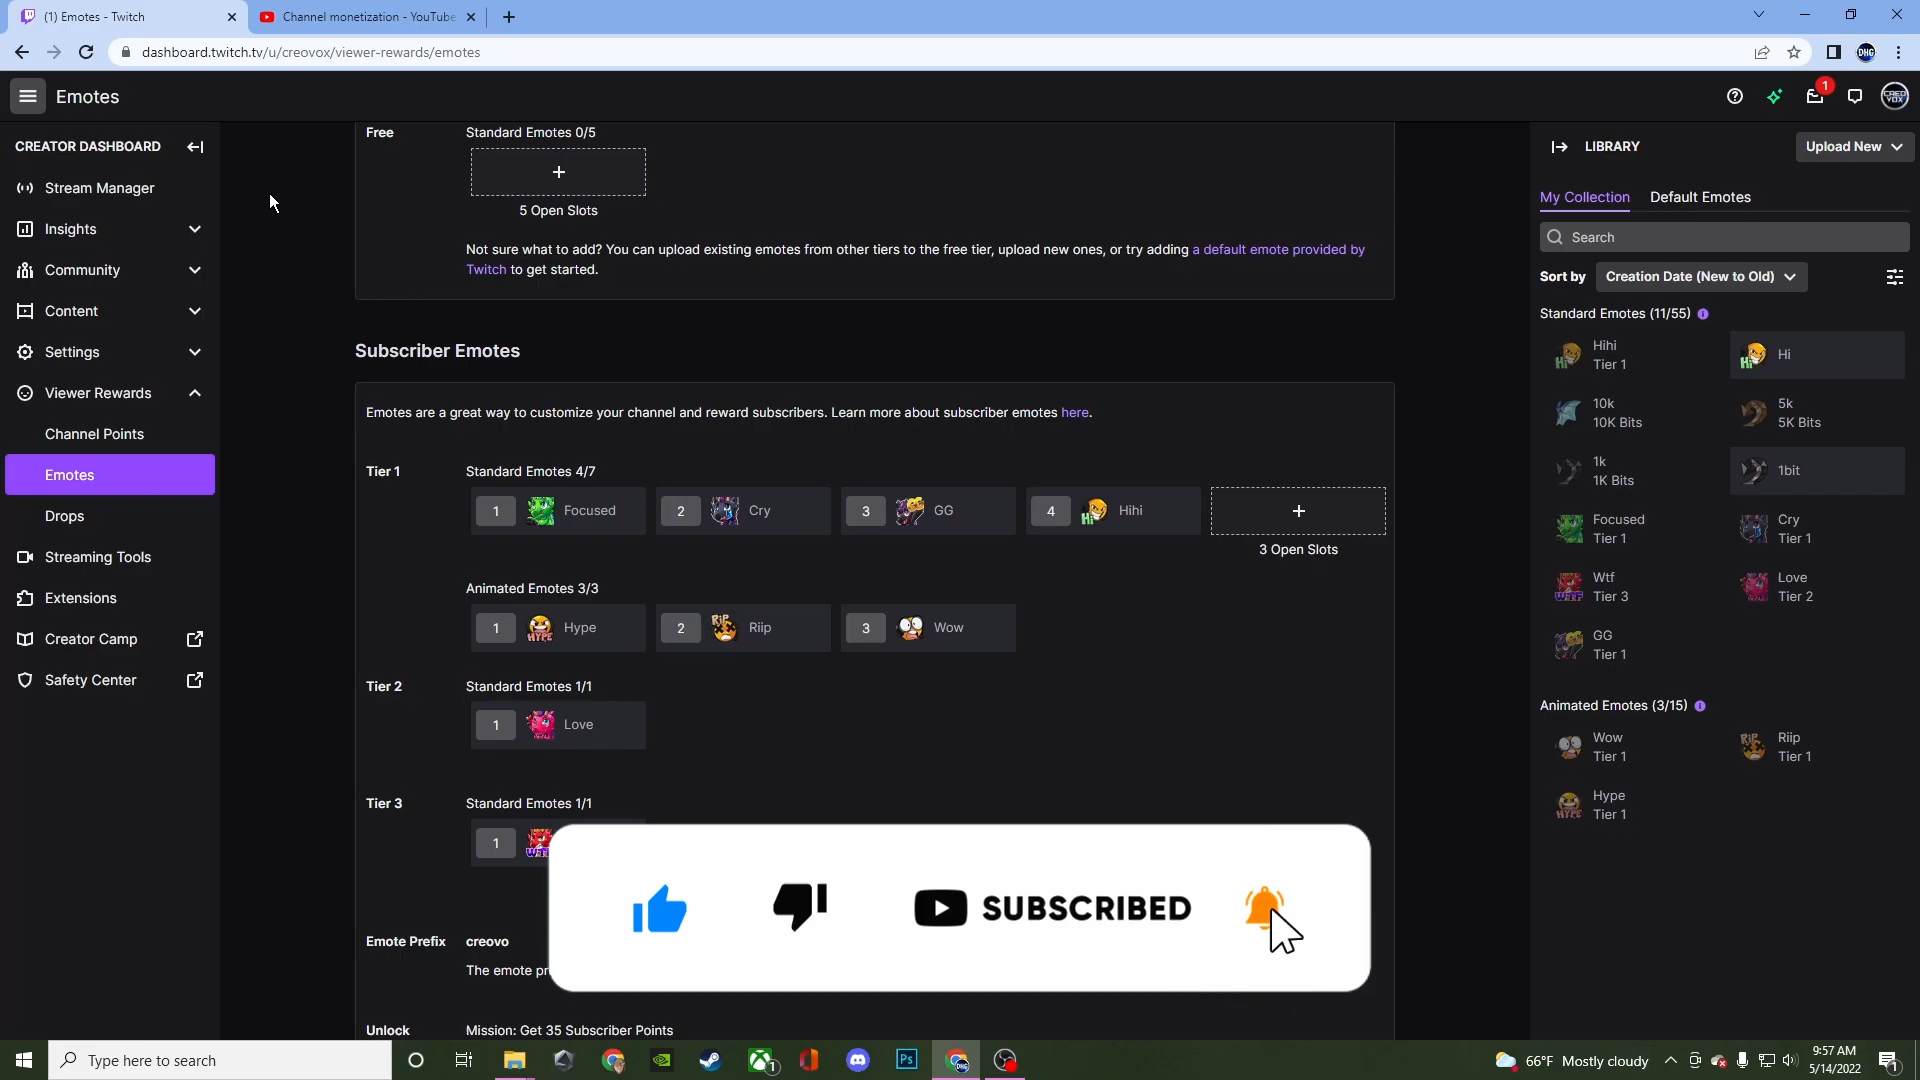 (1) Emotes - Twitch
Channel monetization - YouTube
dashboard.twitch.tv/u/creovox/viewer-rewards/emotes
DHG
Emotes
1
CREO
VOX
CREATOR DASHBOARD
Stream Manager
Insights
Community
Content
Settings
Viewer Rewards
Channel Points
Emotes
Drops
Streaming Tools
Extensions
Creator Camp
Safety Center
Free
Standard Emotes 0/5
5 Open Slots
Not sure what to add? You can upload existing emotes from other tiers to the free tier, upload new ones, or try adding a default emote provided by
Twitch to get started.
Subscriber Emotes
Emotes are a great way to customize your channel and reward subscribers. Learn more about subscriber emotes here.
Tier 1
Standard Emotes 4/7
1 Focused
2 Cry
3 GG
4 Hihi
3 Open Slots
Animated Emotes 3/3
1 HYPE Hype
2 RIP Riip
3 Wow
Tier 2
Standard Emotes 1/1
1 Love
Tier 3
Standard Emotes 1/1
1
SUBSCRIBED
Emote Prefix
creovo
The emote pr
Unlock
Mission: Get 35 Subscriber Points
LIBRARY
Upload New
My Collection
Default Emotes
Search
Sort by
Creation Date (New to Old)
Standard Emotes (11/55)
Hihi
Tier 1
Hi
10k
10K Bits
5k
5K Bits
1k
1K Bits
1bit
Focused
Tier 1
Cry
Tier 1
Wtf
Tier 3
Love
Tier 2
GG
Tier 1
Animated Emotes (3/15)
Wow
Tier 1
Riip
Tier 1
Hype
Tier 1
Type here to search
Ps
66°F Mostly cloudy
9:57 AM
5/14/2022
1